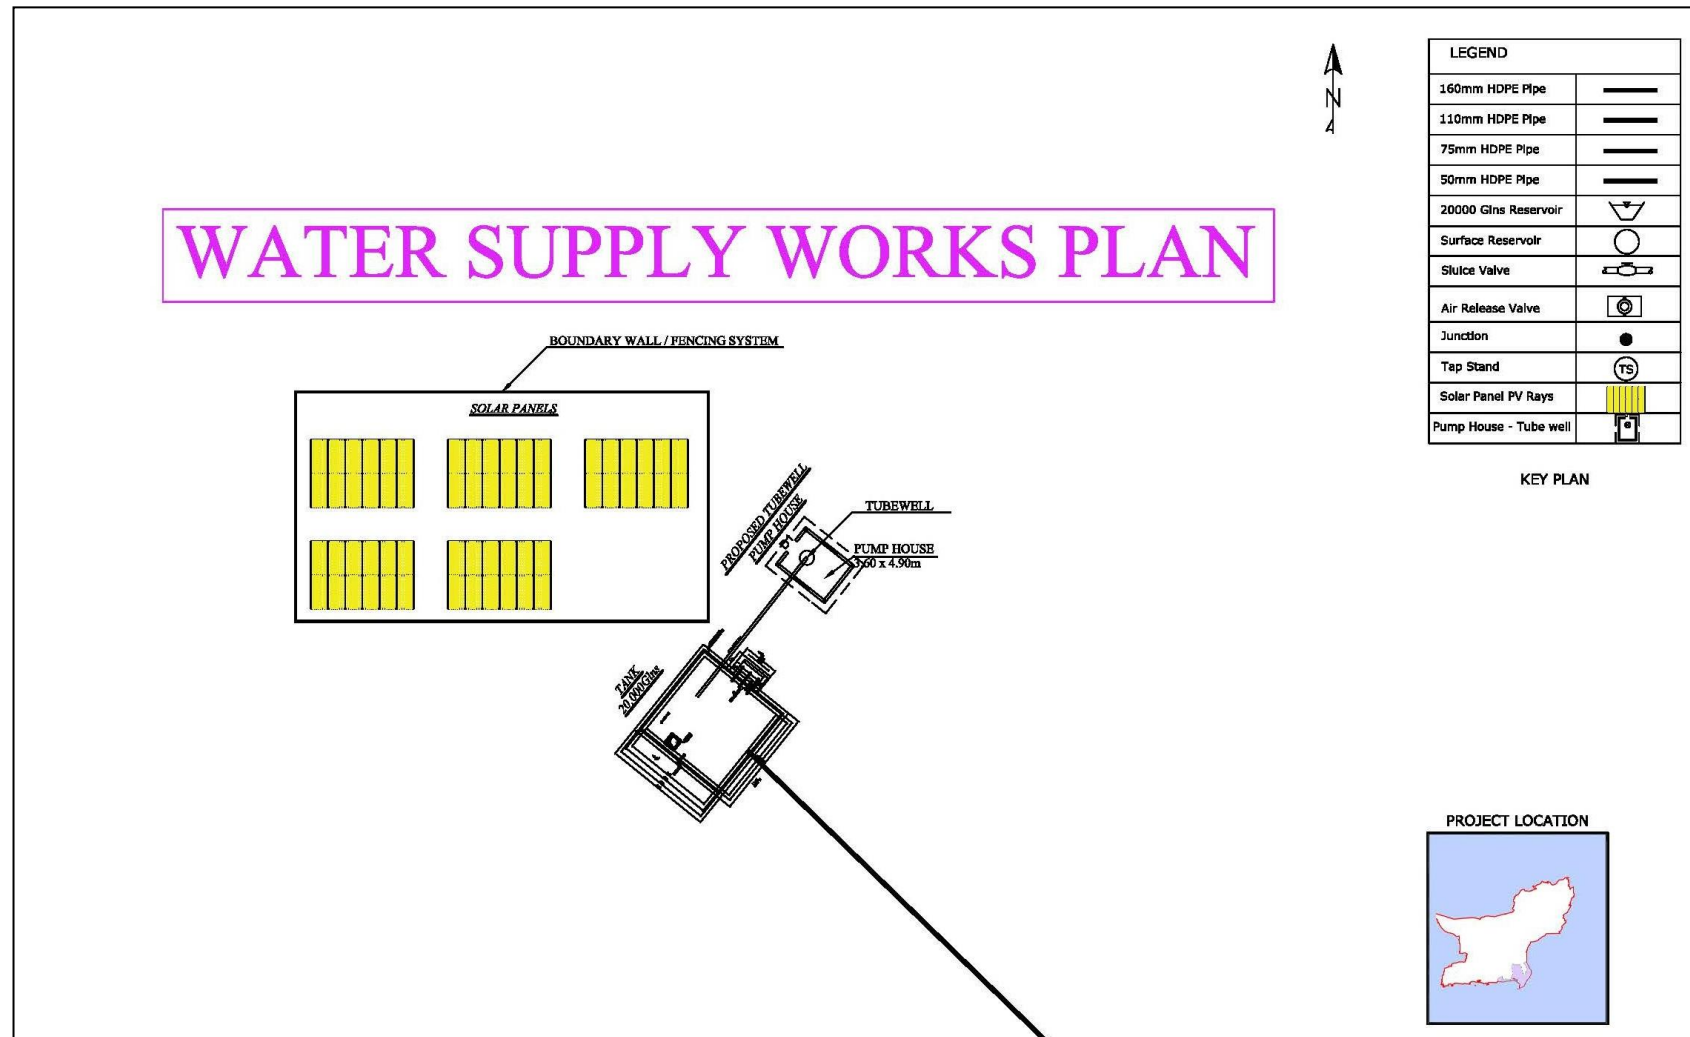 WATER SUPPLY WORKS PLAN
N
LEGEND
160mm HDPE Pipe
110mm HDPE Pipe
75mm HDPE Pipe
50mm HDPE Pipe
20000 Glns Reservoir
Surface Reservoir
Sluice Valve
Air Release Valve
Junction
Tap Stand
TS
Solar Panel PV Rays
Pump House - Tube well
KEY PLAN
BOUNDARY WALL / FENCING SYSTEM
SOLAR PANELS
PROPOSED TUBEWELL
PUMP HOUSE
TUBEWELL
PUMP HOUSE
3.60 x 4.90m
D1
TANK
20,000Glns
PROJECT LOCATION